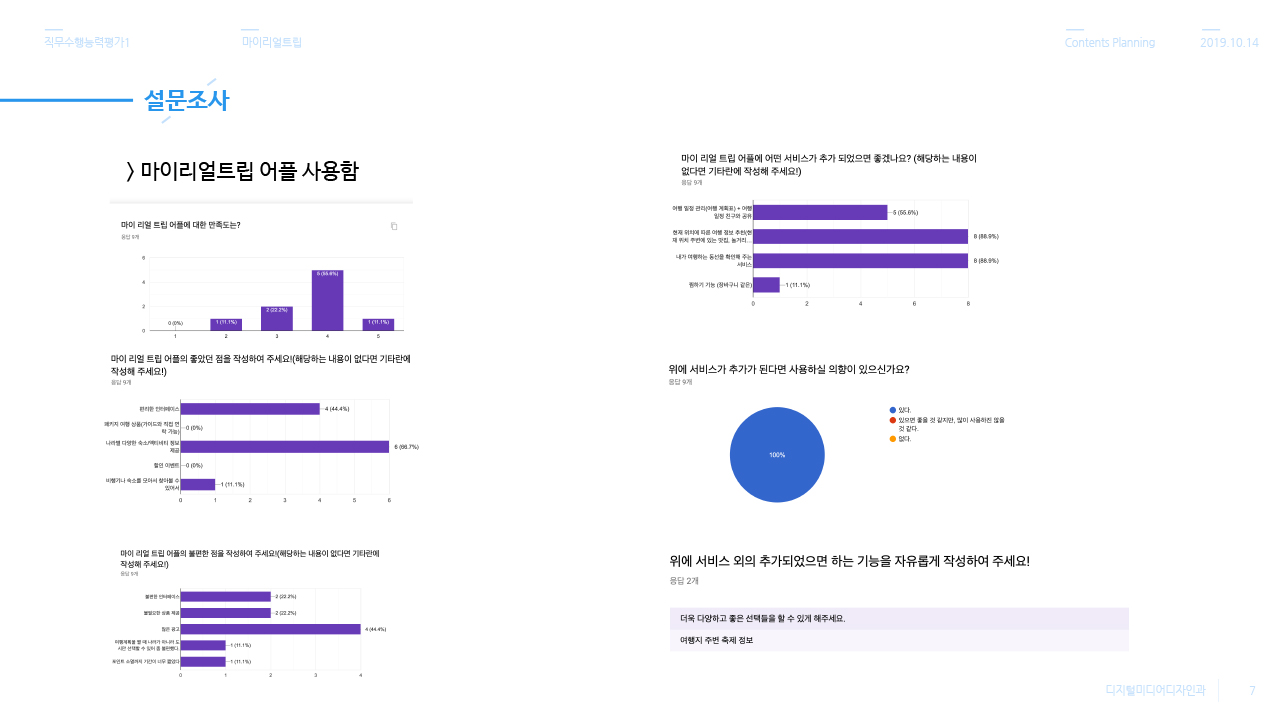 직무수행능력평가1
마이리얼트립
Contents Planning
2019.10.14
설문조사
> 마이리얼트립 어플 사용함
마이 리얼 트립 어플에 대한 만족도는?
응답 9개
6
4
2
0
0 (0%)
1 (11.1%)
2 (22.2%)
5 (55.6%)
1 (11.1%)
1
2
3
4
5
마이 리얼 트립 어플의 좋았던 점을 작성하여 주세요!(해당하는 내용이 없다면 기타란에
작성해 주세요!)
응답 9개
편리한 인터페이스
4 (44.4%)
패키지 여행 상품(가이드와 직접 연
락 가능)
0 (0%)
나라별 다양한 숙소/액티비티 정보
제공
6 (66.7%)
할인 이벤트
0 (0%)
비행기나 숙소를 모아서 찾아볼 수
있어서
1 (11.1%)
0
1
2
3
4
5
6
마이 리얼 트립 어플의 불편한 점을 작성하여 주세요!(해당하는 내용이 없다면 기타란에
작성해 주세요!)
응답 9개
불편한 인터페이스
2 (22.2%)
불필요한 상품 제공
2 (22.2%)
많은 광고
4 (44.4%)
여행계획을 짤 때 나라가 아니라 도
시만 선택할 수 있어 좀 불편했다.
1 (11.1%)
포인트 소멸까지 기간이 너무 짧았다
1 (11.1%)
0
1
2
3
4
마이 리얼 트립 어플에 어떤 서비스가 추가 되었으면 좋겠나요? (해당하는 내용이
없다면 기타란에 작성해 주세요!)
응답 9개
여행 일정 관리(여행 계획표) + 여행
일정 친구와 공유
5 (55.6%)
현재 위치에 따른 여행 정보 추천(현
재 위치 주변에 있는 맛집, 놀거리...
8 (88.9%)
내가 여행하는 동선을 확인해 주는
서비스
8 (88.9%)
찜하기 기능 (장바구니 같은)
1 (11.1%)
0
2
4
6
8
위에 서비스가 추가가 된다면 사용하실 의향이 있으신가요?
응답 9개
100%
있다.
있으면 좋을 것 같지만, 많이 사용하진 않을
것 같다.
없다.
위에 서비스 외의 추가되었으면 하는 기능을 자유롭게 작성하여 주세요!
응답 2개
더욱 다양하고 좋은 선택들을 할 수 있게 해주세요.
여행지 주변 축제 정보
디지털미디어디자인과
7